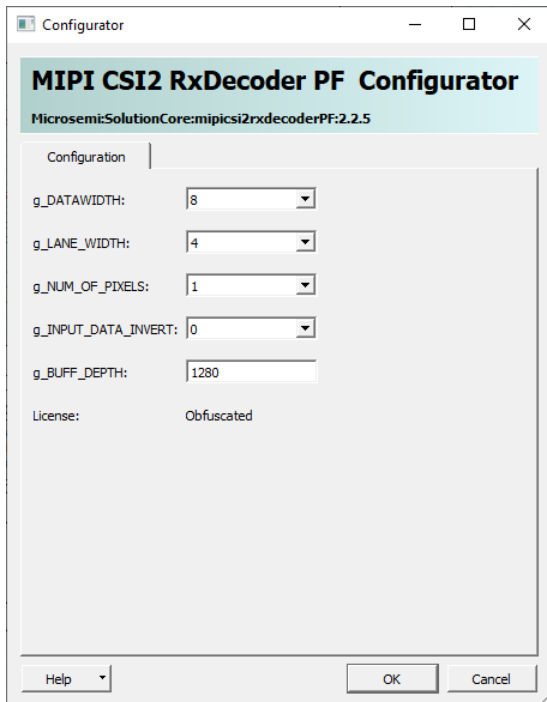 Configurator
MIPI CSI2 RxDecoder PF Configurator
Microsemi:SolutionCore:mipicsi2rxdecoderPF:2.2.5
Configuration
g_DATAWIDTH: 8
g_LANE_WIDTH: 4
g_NUM_OF_PIXELS: 1
g_INPUT_DATA_INVERT: 0
g_BUFF_DEPTH: 1280
License: Obfuscated
Help OK Cancel